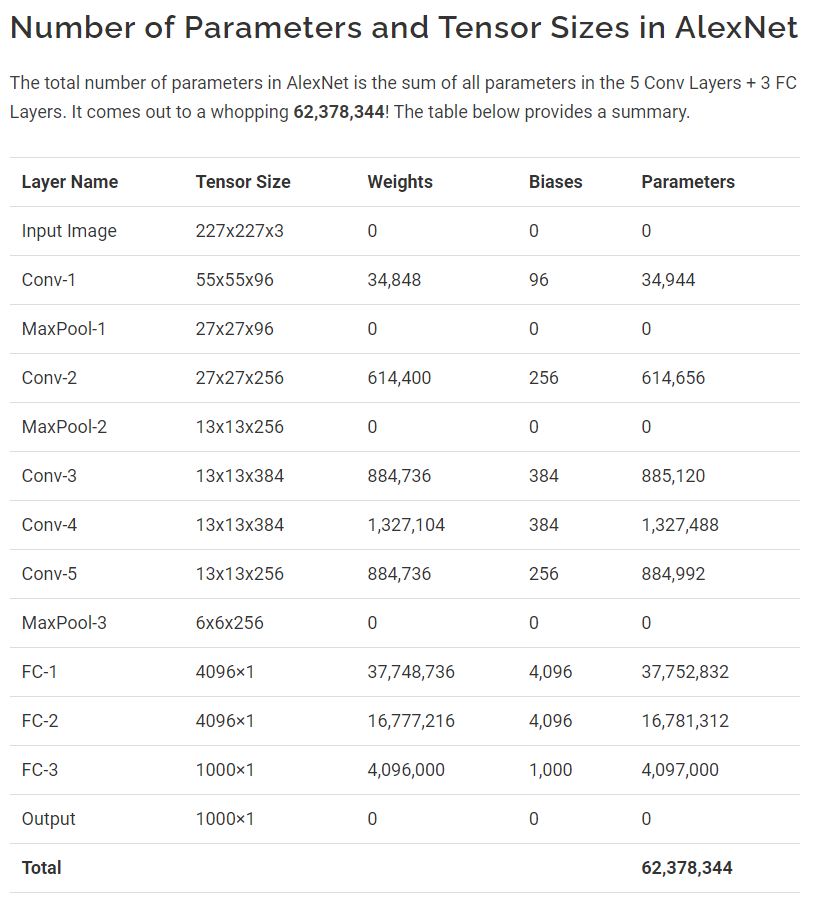 Number of Parameters and Tensor Sizes in AlexNet
The total number of parameters in AlexNet is the sum of all parameters in the 5 Conv Layers + 3 FC
Layers. It comes out to a whopping 62,378,344! The table below provides a summary.
Layer Name Tensor Size Weights Biases Parameters
Input Image 227x227x3 0 0 0
Conv-1 55x55x96 34,848 96 34,944
MaxPool-1 27x27x96 0 0 0
Conv-2 27x27x256 614,400 256 614,656
MaxPool-2 13x13x256 0 0 0
Conv-3 13x13x384 884,736 384 885,120
Conv-4 13x13x384 1,327,104 384 1,327,488
Conv-5 13x13x256 884,736 256 884,992
MaxPool-3 6x6x256 0 0 0
FC-1 4096×1 37,748,736 4,096 37,752,832
FC-2 4096×1 16,777,216 4,096 16,781,312
FC-3 1000×1 4,096,000 1,000 4,097,000
Output 1000×1 0 0 0
Total 62,378,344